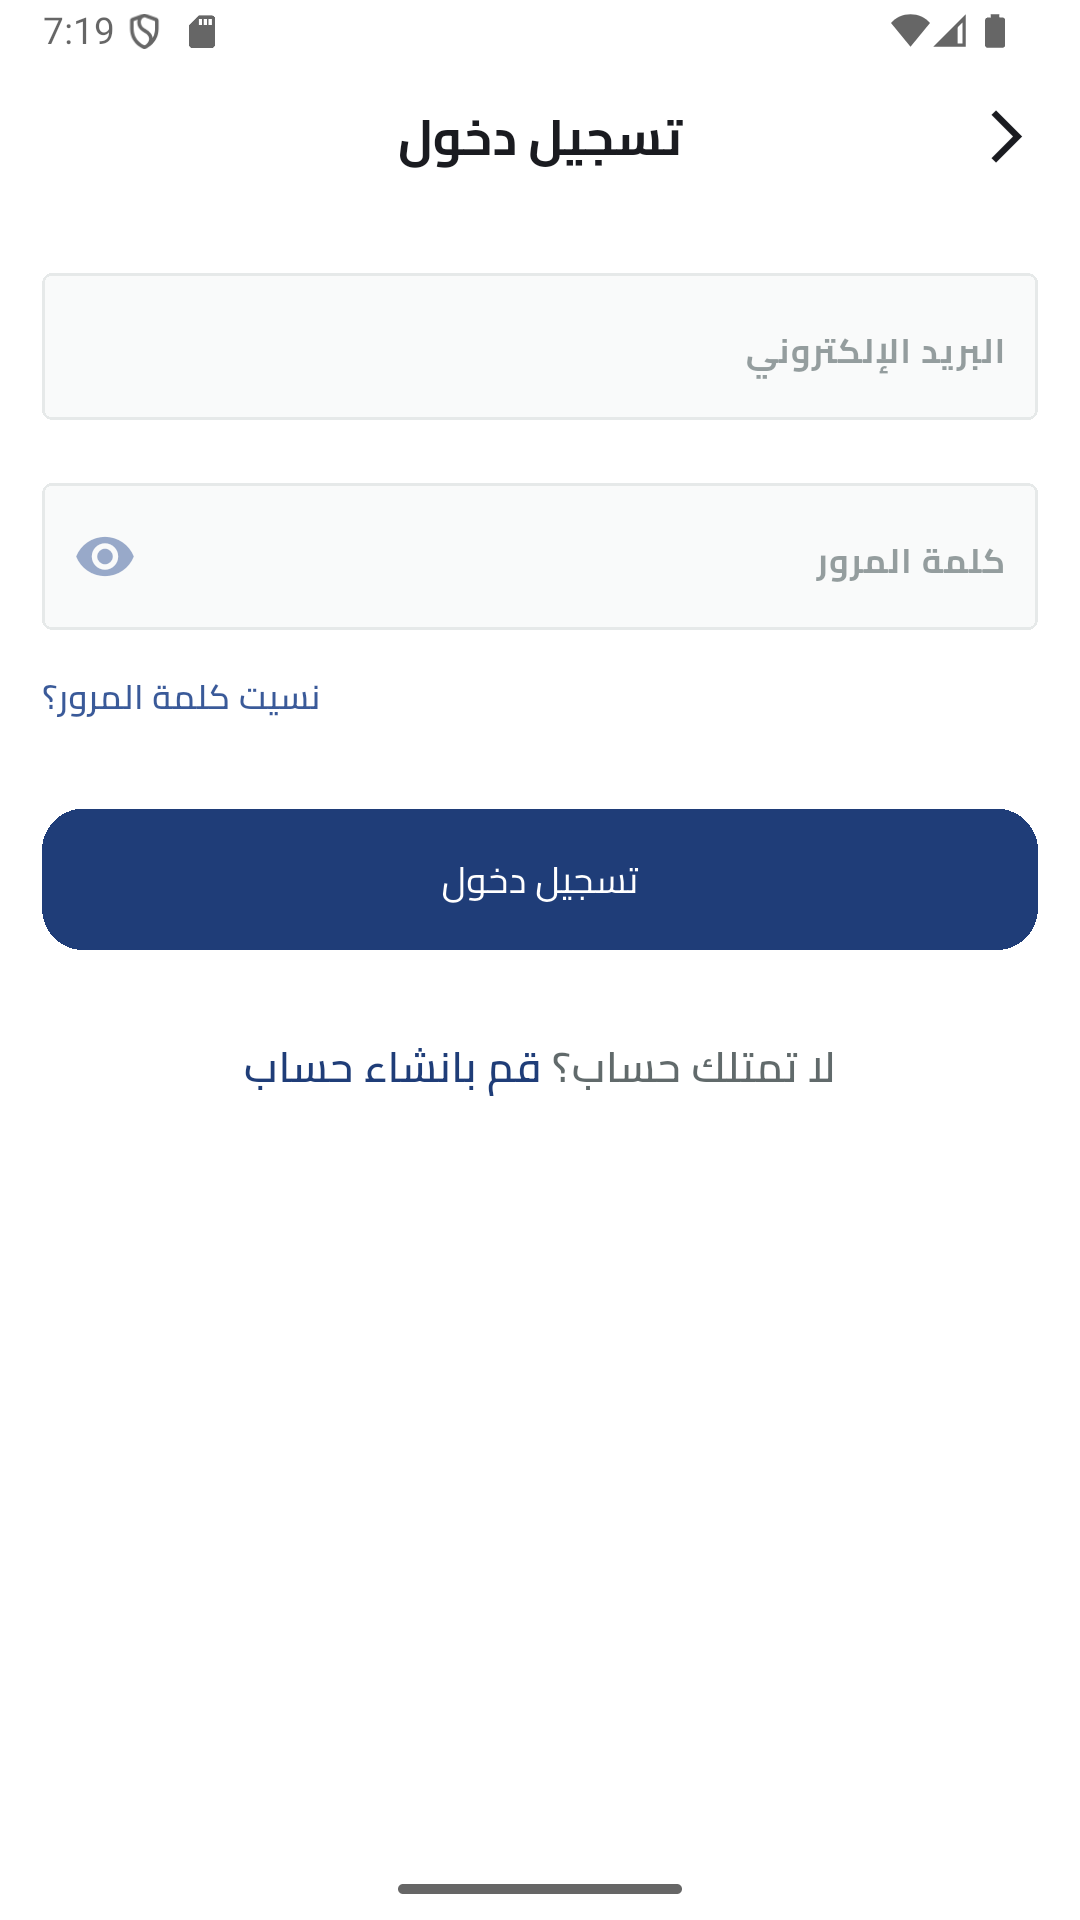 7:19
تسجيل دخول
البريد الإلكتروني
كلمة المرور
نسيت كلمة المرور؟
تسجيل دخول
لا تمتلك حساب؟ قم بانشاء حساب